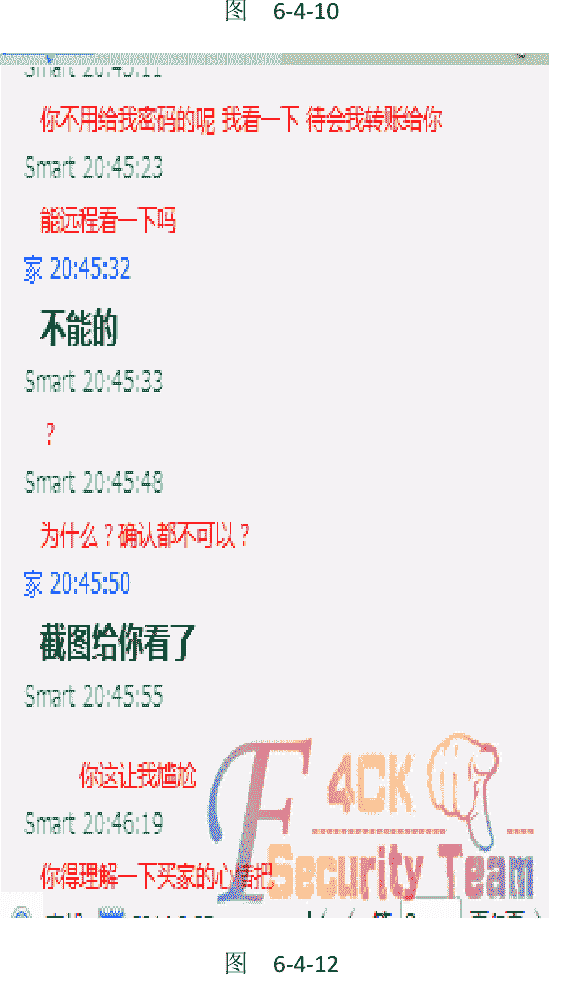 图 6-4-10
Smart 20:45:11
你不用给我密码的呢 我看一下 待会我转账给你
Smart 20:45:23
能远程看一下吗
家 20:45:32
不能的
Smart 20:45:33
?
Smart 20:45:48
为什么?确认都不可以?
家 20:45:50
截图给你看了
Smart 20:45:55
你这让我尴尬
Smart 20:46:19
你得理解一下买家的心情把
F4CK
Security Team
图 6-4-12